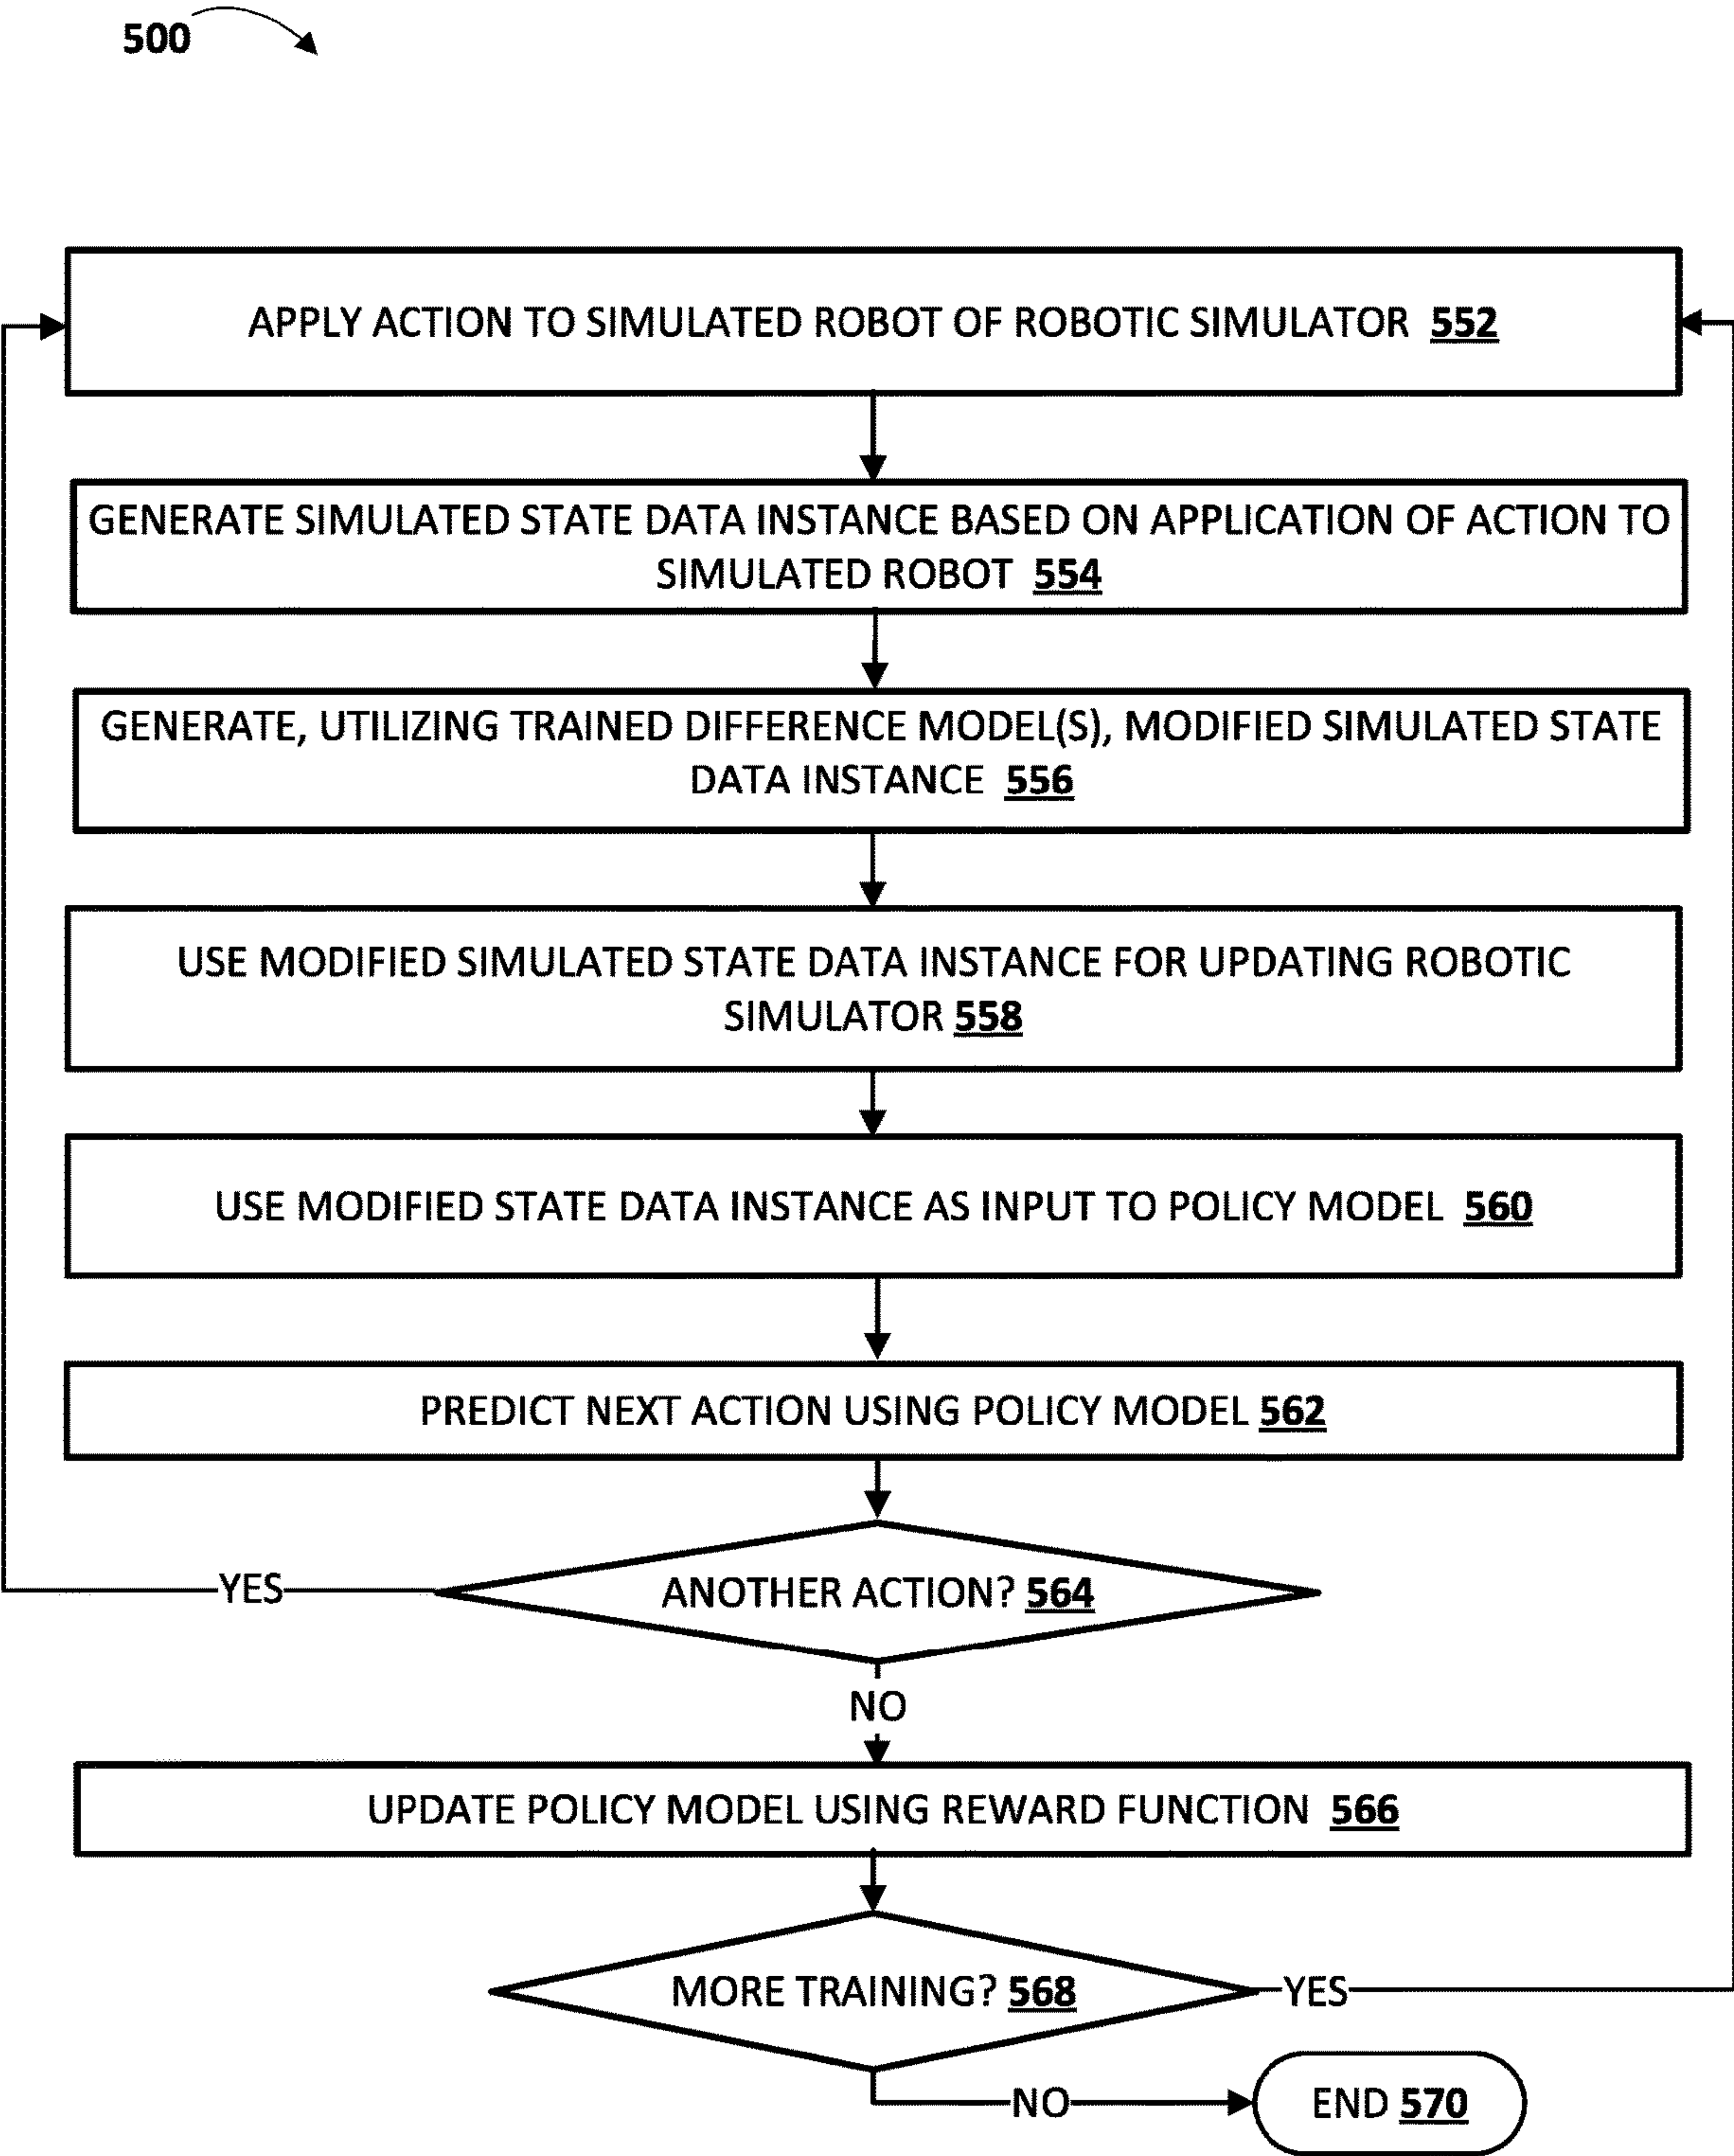 500
APPLY ACTION TO SIMULATED ROBOT OF ROBOTIC SIMULATOR 552
GENERATE SIMULATED STATE DATA INSTANCE BASED ON APPLICATION OF ACTION TO
SIMULATED ROBOT 554
GENERATE, UTILIZING TRAINED DIFFERENCE MODEL(S), MODIFIED SIMULATED STATE
DATA INSTANCE 556
USE MODIFIED SIMULATED STATE DATA INSTANCE FOR UPDATING ROBOTIC
SIMULATOR 558
USE MODIFIED STATE DATA INSTANCE AS INPUT TO POLICY MODEL 560
PREDICT NEXT ACTION USING POLICY MODEL 562
YES
ANOTHER ACTION? 564
NO
UPDATE POLICY MODEL USING REWARD FUNCTION 566
MORE TRAINING? 568
YES
NO
END 570